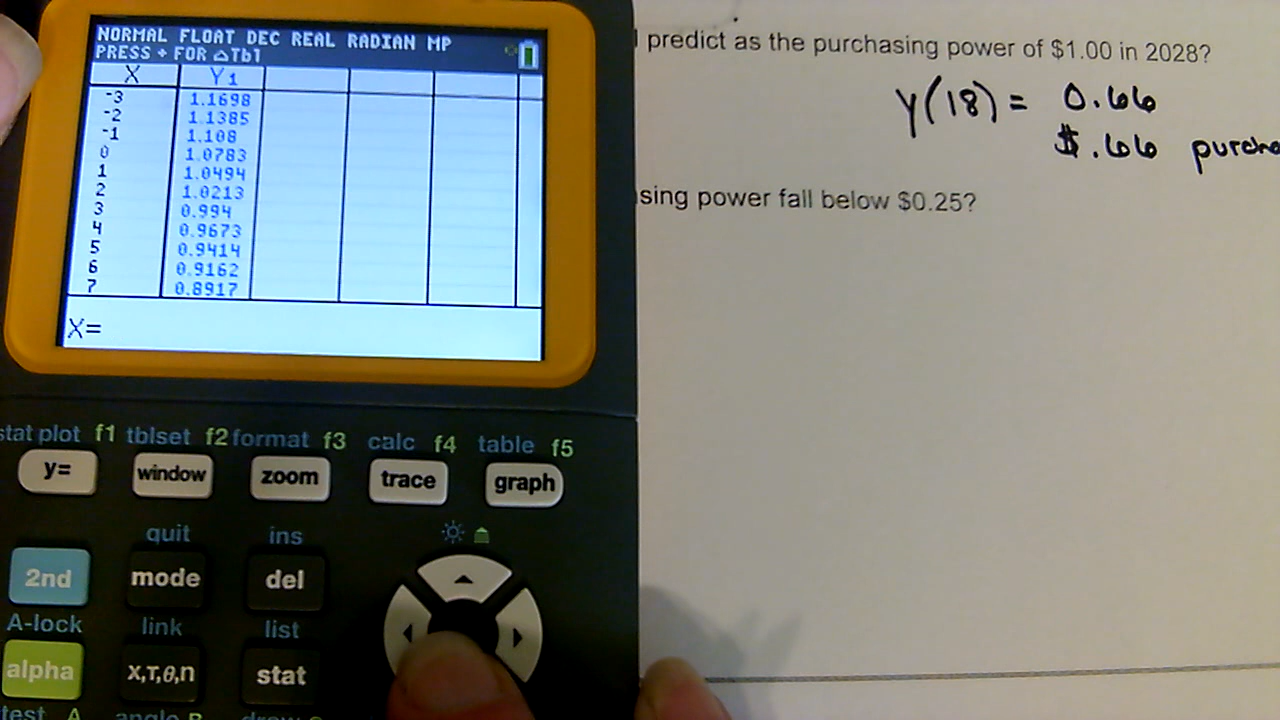 NORMAL FLOAT DEC REAL RADIAN MP
PRESS + FOR △Tbl
X Y1
-3 1.1698
-2 1.1385
-1 1.108
0 1.0783
1 1.0494
2 1.0213
3 0.994
4 0.9673
5 0.9414
6 0.9162
7 0.8917
X=
predict as the purchasing power of $1.00 in 2028?
y(18) = 0.66
$.66
sing power fall below $0.25?
stat plot f1 tblset f2 format f3 calc f4 table f5
y= window zoom trace graph
quit ins
2nd mode del
A-lock link list
alpha X,T,θ,n stat
test A angle B